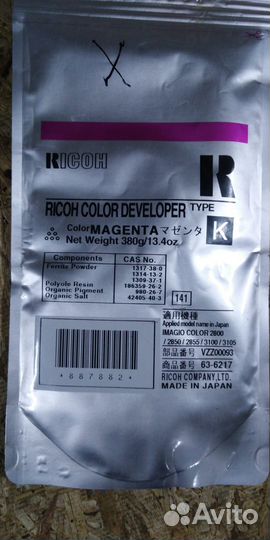 X
RICOH
R
RICOH COLOR DEVELOPER TYPE
Color MAGENTA マゼンタ K
Net Weight 380g/13.4oz
Components CAS No.
Ferrite Powder 1317-38-0
1314-13-2
1309-37-1
Polyole Resin 186359-26-2
Organic Pigment 980-26-7
Organic Salt 42405-40-3
141
*887882*
適用機種
Applied model name in Japan
IMAGIO COLOR 2800
/ 2850 / 2855 / 3100 / 3105
部品番号 VZZ00093
商品番号 63-6217
RICOH COMPANY,LTD.
MADE IN JAPAN
Avito